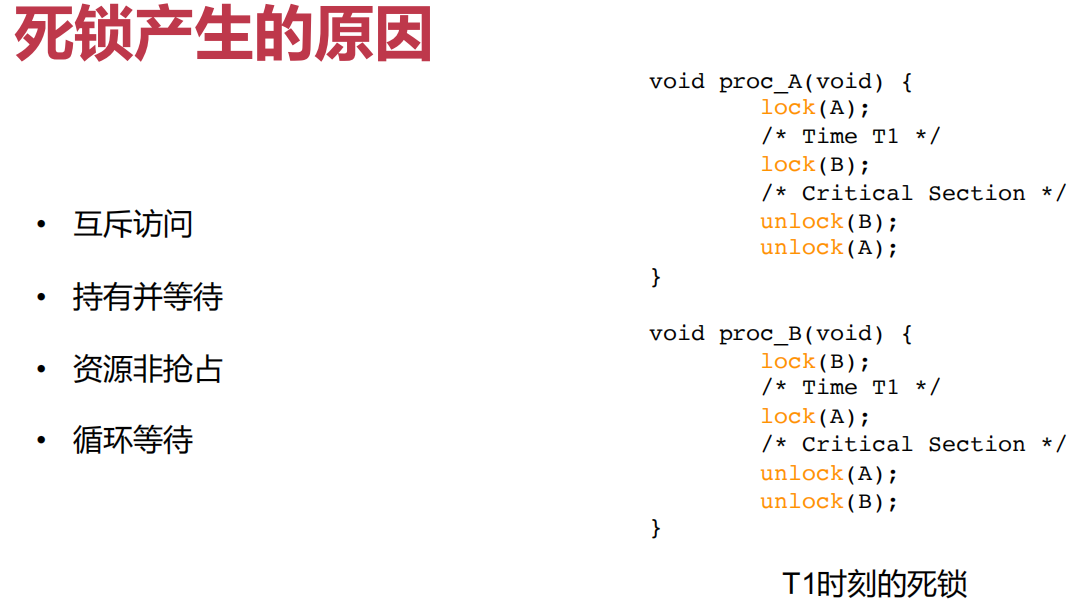 死锁产生的原因
• 互斥访问
• 持有并等待
• 资源非抢占
• 循环等待
void proc_A(void) {
lock(A);
/* Time T1 */
lock(B);
/* Critical Section */
unlock(B);
unlock(A);
}
void proc_B(void) {
lock(B);
/* Time T1 */
lock(A);
/* Critical Section */
unlock(A);
unlock(B);
}
T1时刻的死锁